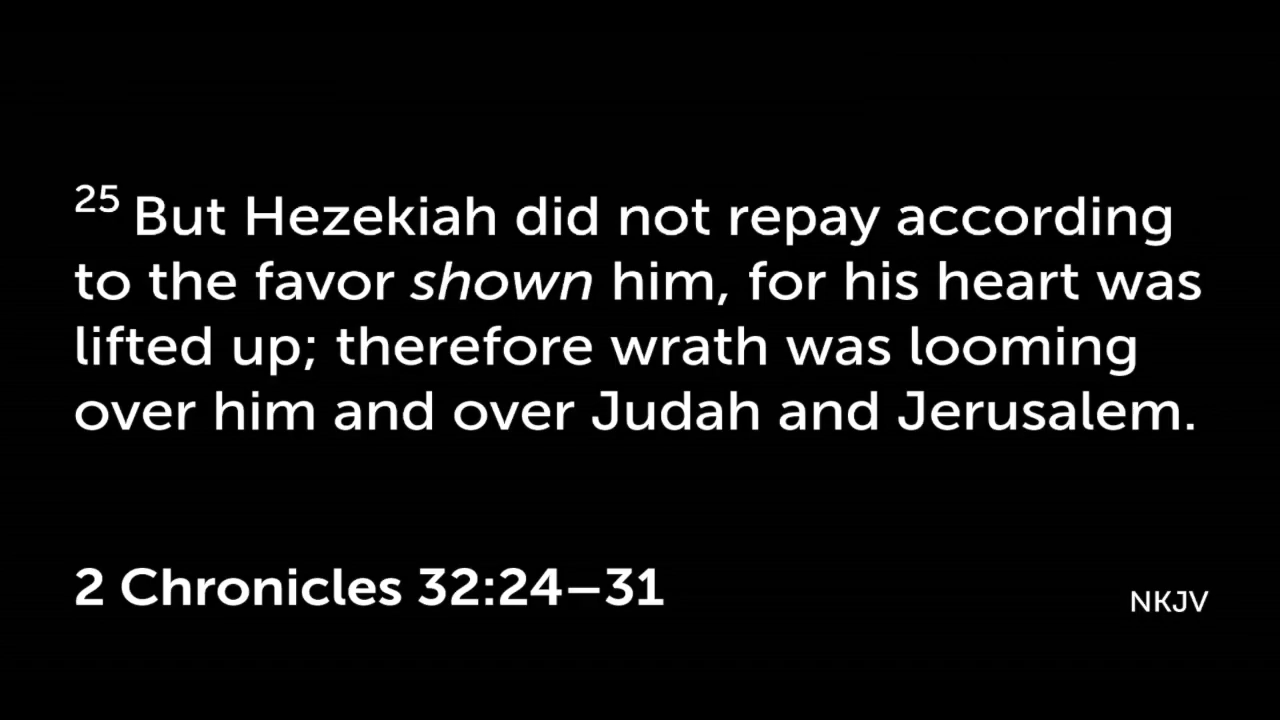 25 But Hezekiah did not repay according
to the favor shown him, for his heart was
lifted up; therefore wrath was looming
over him and over Judah and Jerusalem.
2 Chronicles 32:24–31
NKJV